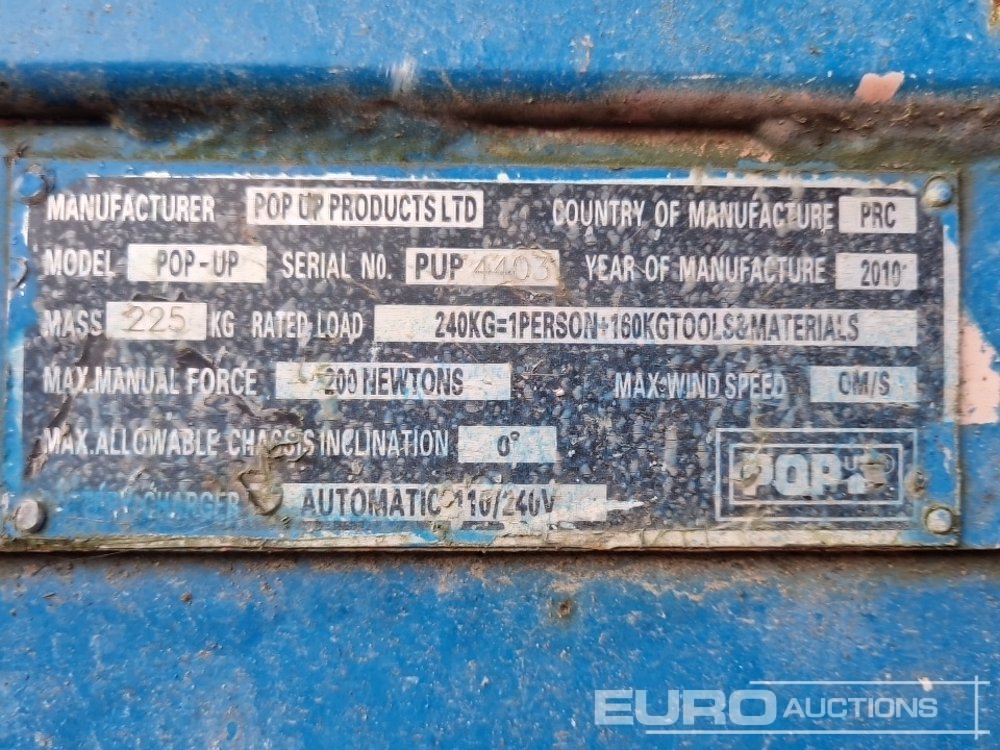 MANUFACTURER POP UP PRODUCTS LTD COUNTRY OF MANUFACTURE PRC
MODEL POP-UP SERIAL NO. PUP 4403 YEAR OF MANUFACTURE 2010
MASS 225 KG RATED LOAD 240KG=1PERSON+160KGTOOLS&MATERIALS
MAX.MANUAL FORCE 200 NEWTONS MAX.WIND SPEED 0M/S
MAX.ALLOWABLE CHASSIS INCLINATION 0°
CHARGER AUTOMATIC 110/240V
POP UP
EURO AUCTIONS